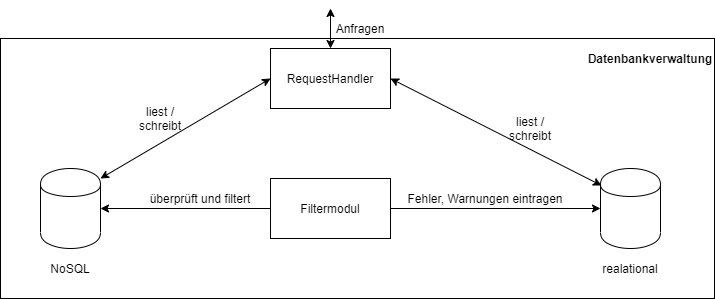 Anfragen
Datenbankverwaltung
RequestHandler
liest /
schreibt
liest /
schreibt
überprüft und filtert
Filtermodul
Fehler, Warnungen eintragen
NoSQL
realational